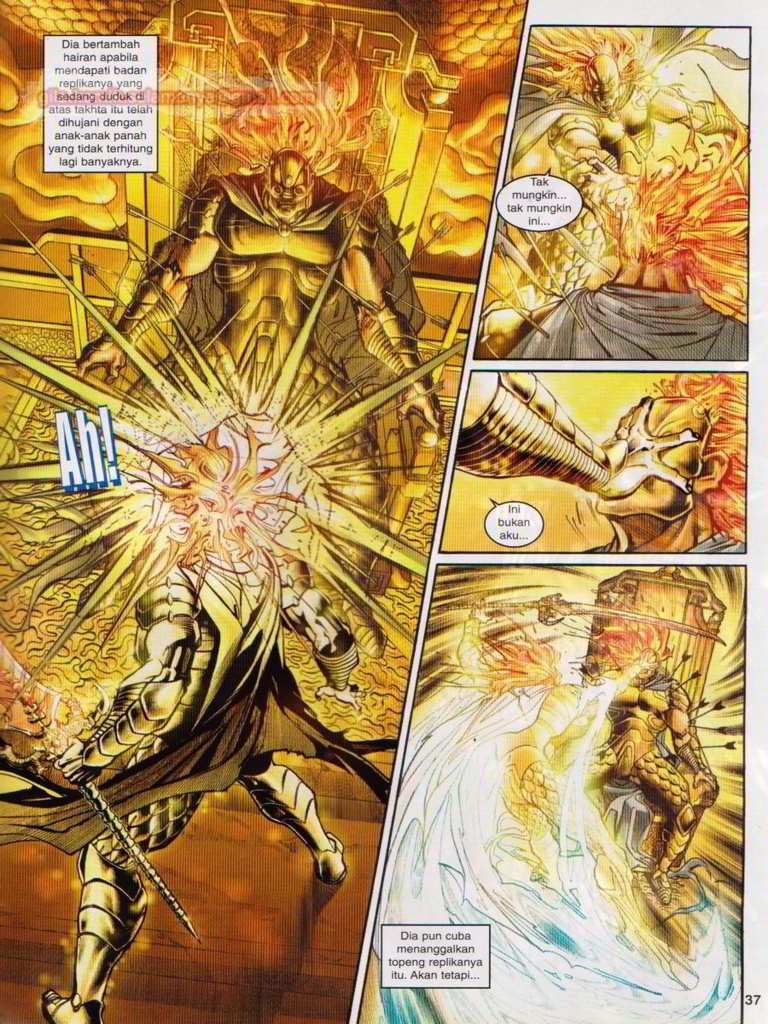 Dia bertambah
hairan apabila
mendapati badan
replikanya yang
sedang duduk di
atas takhta itu telah
dihujani dengan
anak-anak panah
yang tidak terhitung
lagi banyaknya.
Ah!
Tak
mungkin...
tak mungkin
ini...
Ini
bukan
aku...
Dia pun cuba
menanggalkan
topeng replikanya
itu. Akan tetapi...
37